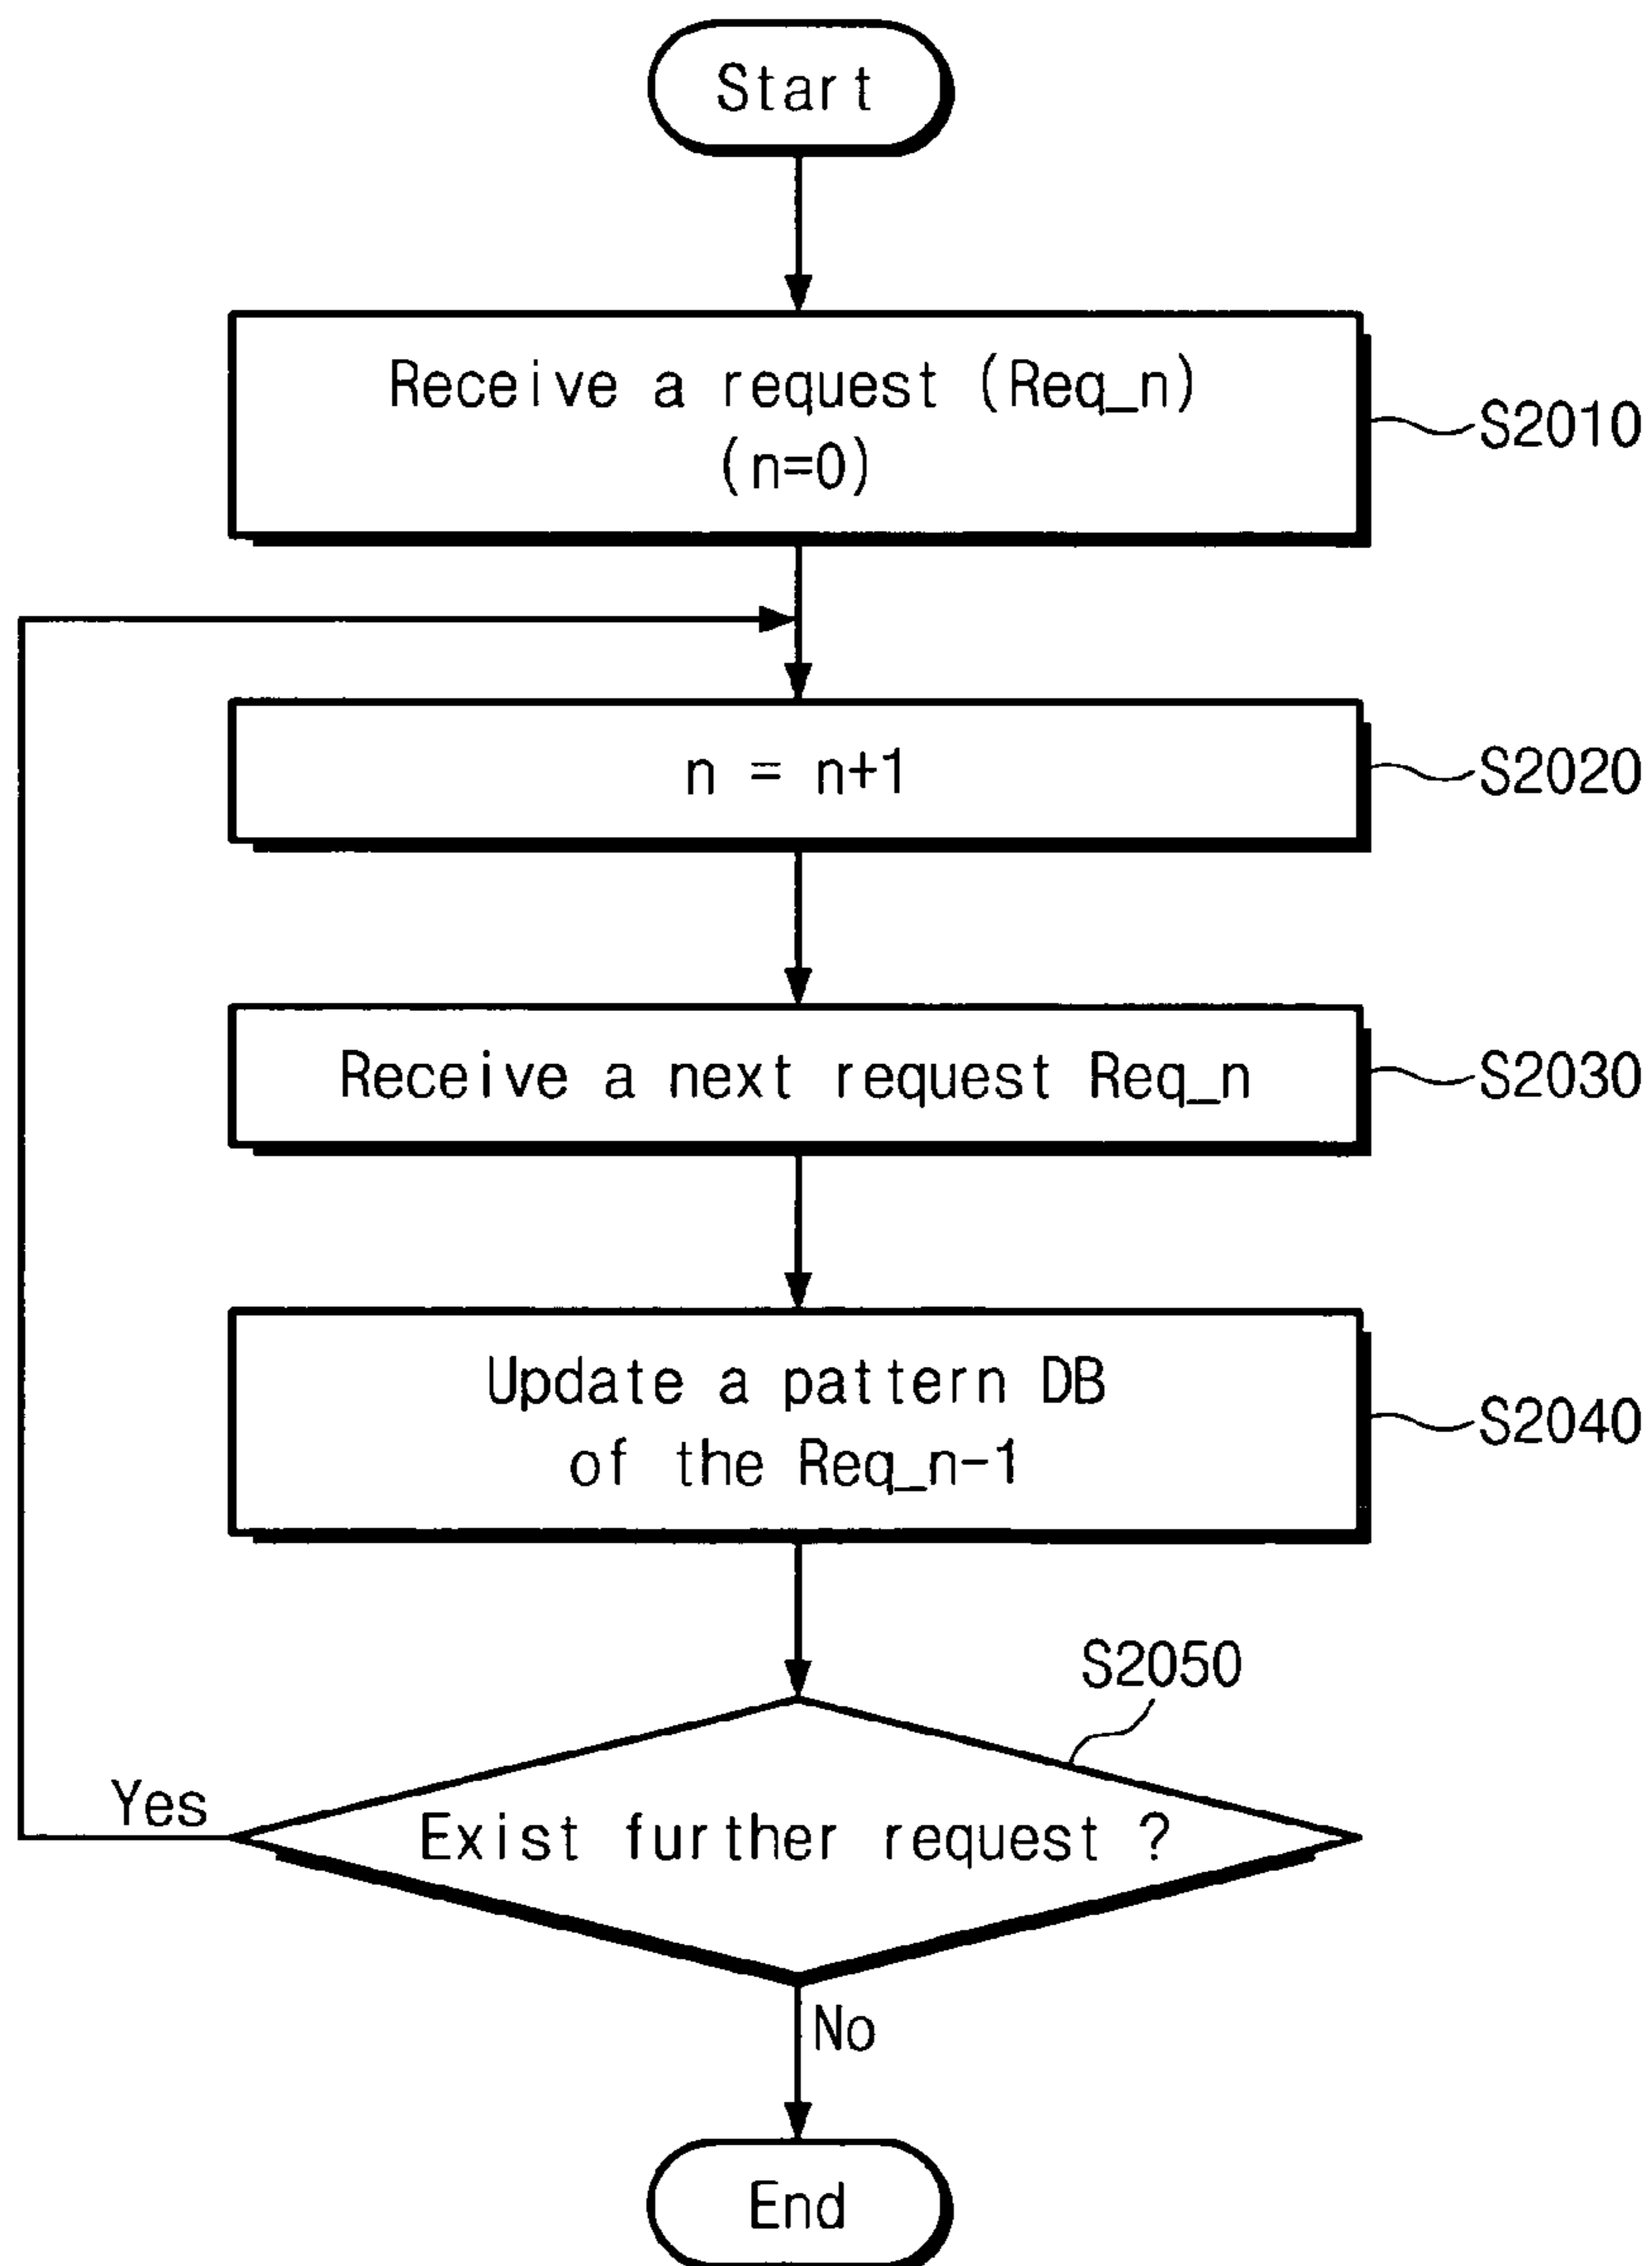 Start
Receive a request (Req_n)
(n=0)
S2010
n = n+1
S2020
Receive a next request Req_n
S2030
Update a pattern DB
of the Req_n-1
S2040
S2050
Yes
Exist further request ?
No
End